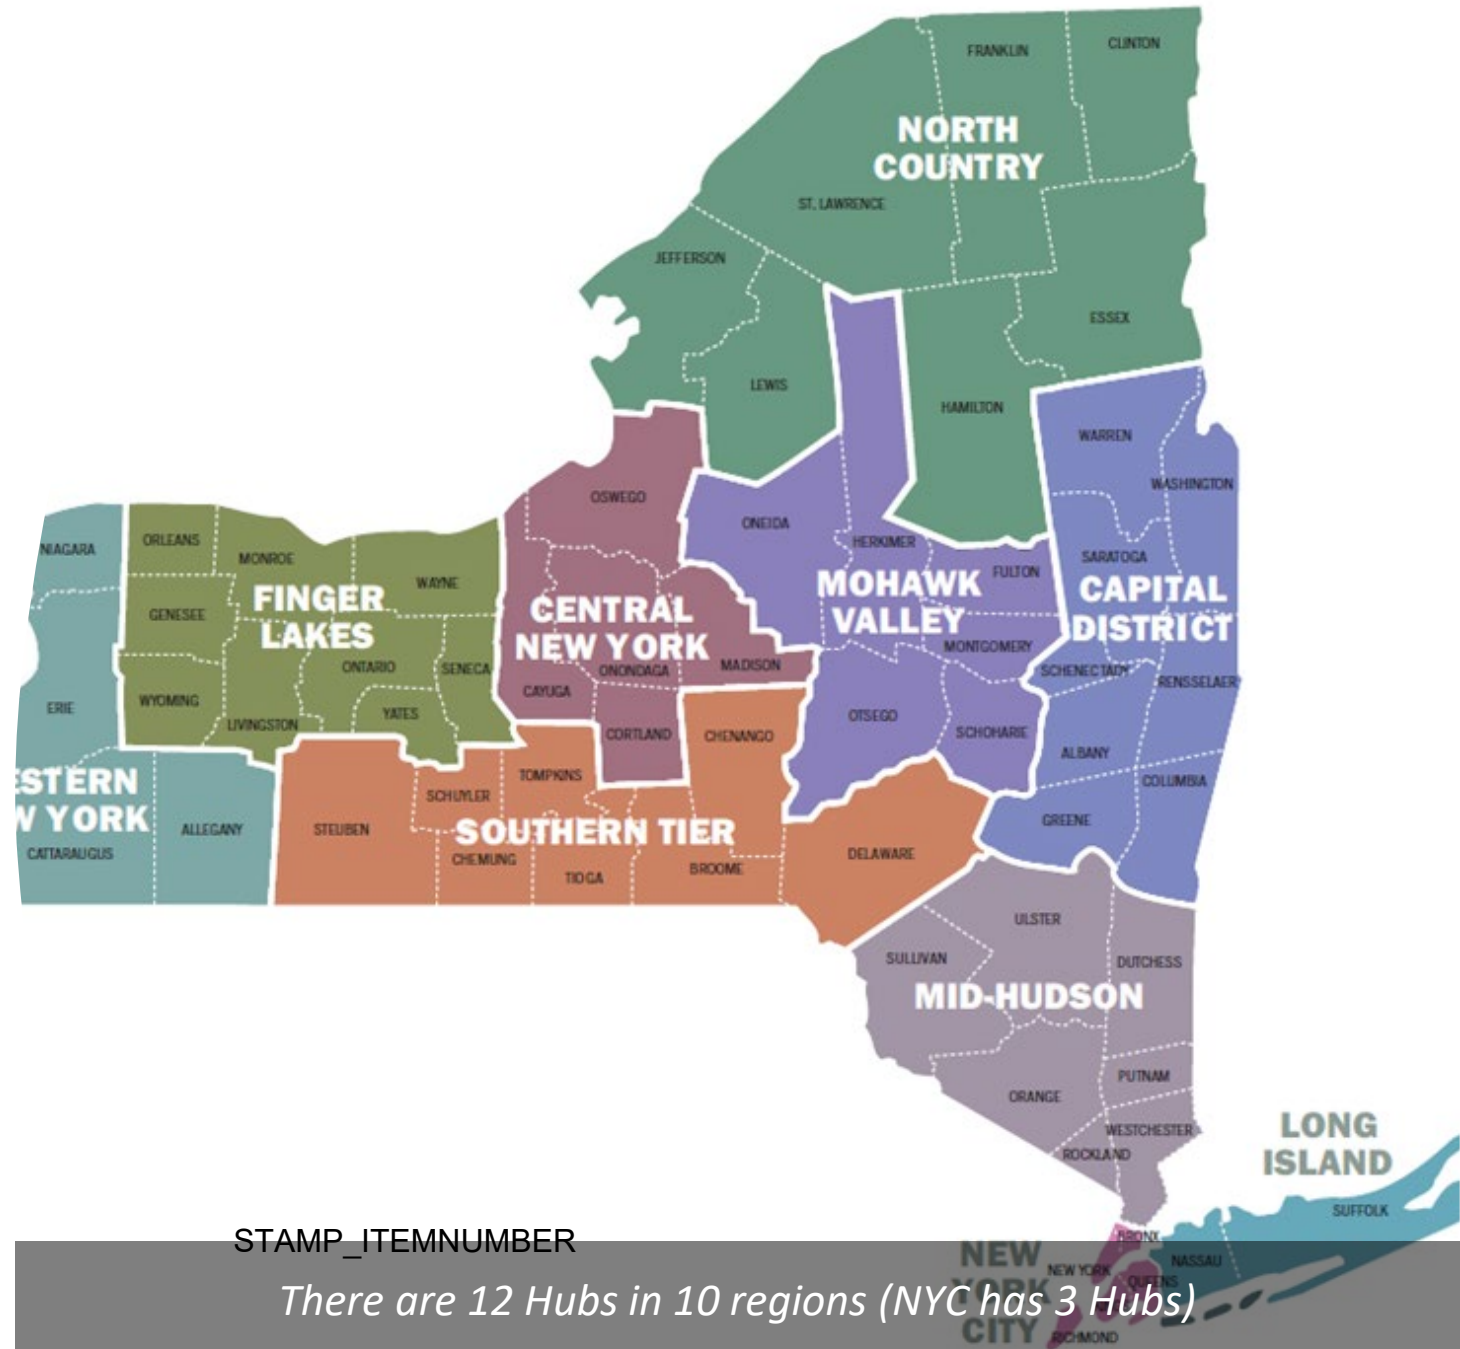 FRANKLIN
CLINTON
NORTH
COUNTRY
ST. LAWRENCE
JEFFERSON
ESSEX
LEWIS
HAMILTON
WARREN
WASHINGTON
OSWEGO
ONEIDA
HERKIMER
FULTON
SARATOGA
NIAGARA
ORLEANS
MONROE
WAYNE
GENESEE
FINGER
LAKES
ONTARIO
SENECA
WYOMING
LIVINGSTON
YATES
ERIE
CENTRAL
NEW YORK
ONONDAGA
MADISON
CAYUGA
CORTLAND
MOHAWK
VALLEY
MONTGOMERY
OTSEGO
SCHOHARIE
CAPITAL
DISTRICT
SCHENECTADY
RENSSELAER
ALBANY
COLUMBIA
GREENE
ESTERN
W YORK
CATTARAUGUS
ALLEGANY
STEUBEN
SCHUYLER
TOMPKINS
CHENANGO
SOUTHERN TIER
CHEMUNG
TIOGA
BROOME
DELAWARE
ULSTER
SULLIVAN
DUTCHESS
MID-HUDSON
PUTNAM
ORANGE
WESTCHESTER
ROCKLAND
LONG
ISLAND
SUFFOLK
NASSAU
BRONX
NEW YORK
QUEENS
RICHMOND
NEW
YORK
CITY
STAMP_ITEMNUMBER
There are 12 Hubs in 10 regions (NYC has 3 Hubs)